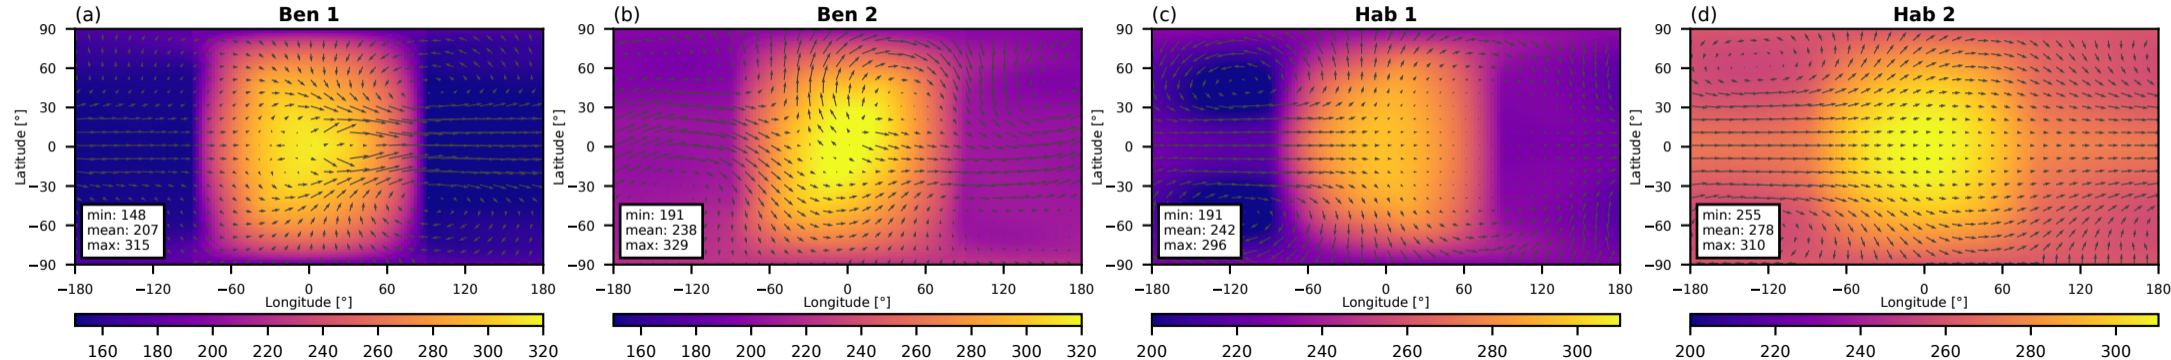 (a) Ben 1
90
60
30
0
−30
−60
−90
Latitude [°]
min: 148
mean: 207
max: 315
−180 −120 −60 0 60 120 180
Longitude [°]
160 180 200 220 240 260 280 300 320
(b) Ben 2
90
60
30
0
−30
−60
−90
Latitude [°]
min: 191
mean: 238
max: 329
−180 −120 −60 0 60 120 180
Longitude [°]
160 180 200 220 240 260 280 300 320
(c) Hab 1
90
60
30
0
−30
−60
−90
Latitude [°]
min: 191
mean: 242
max: 296
−180 −120 −60 0 60 120 180
Longitude [°]
200 220 240 260 280 300
(d) Hab 2
90
60
30
0
−30
−60
−90
Latitude [°]
min: 255
mean: 278
max: 310
−180 −120 −60 0 60 120 180
Longitude [°]
200 220 240 260 280 300